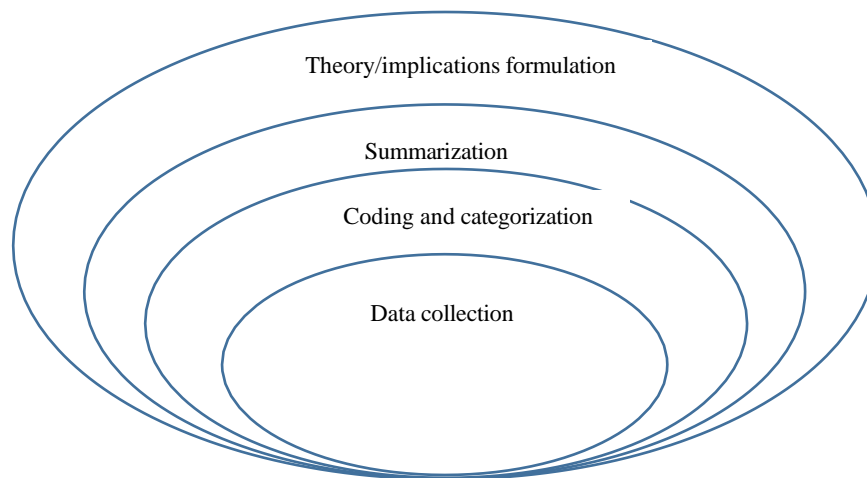 Theory/implications formulation
Summarization
Coding and categorization
Data collection